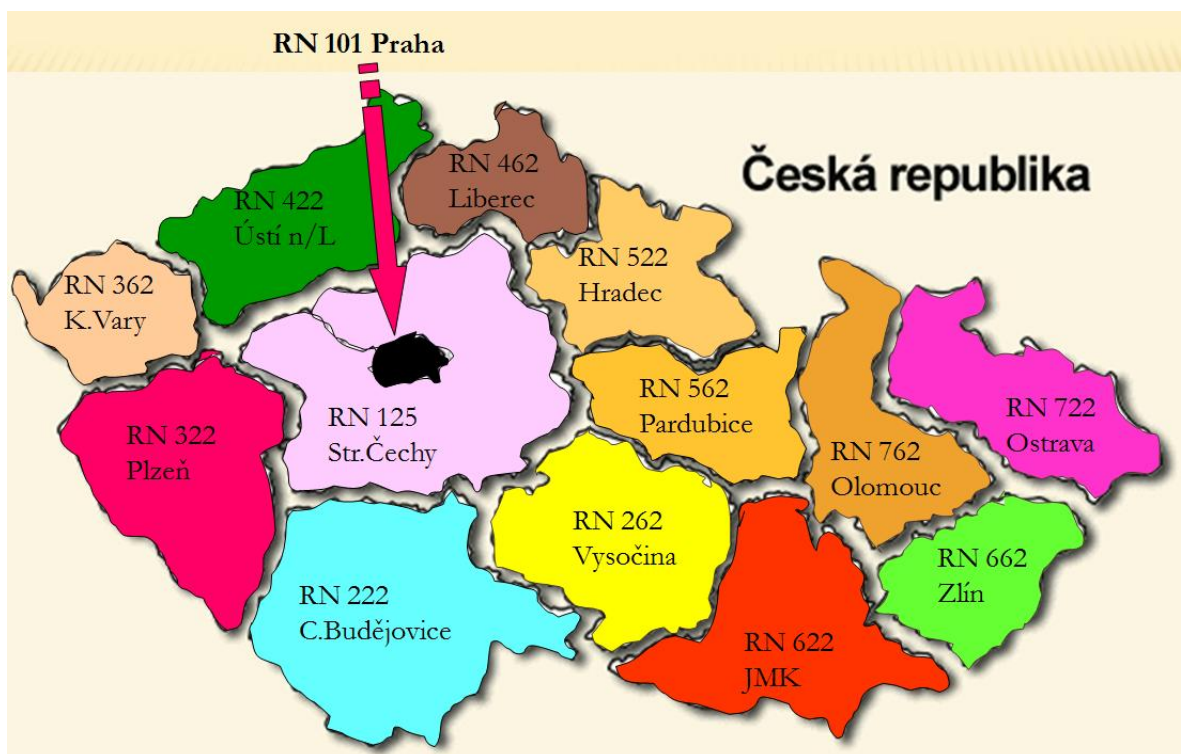 RN 101 Praha
Česká republika
RN 462
Liberec
RN 422
Ústí n/L
RN 522
Hradec
RN 362
K.Vary
RN 562
Pardubice
RN 722
Ostrava
RN 125
Str.Čechy
RN 322
Plzeň
RN 762
Olomouc
RN 262
Vysočina
RN 662
Zlín
RN 222
C.Budějovice
RN 622
JMK